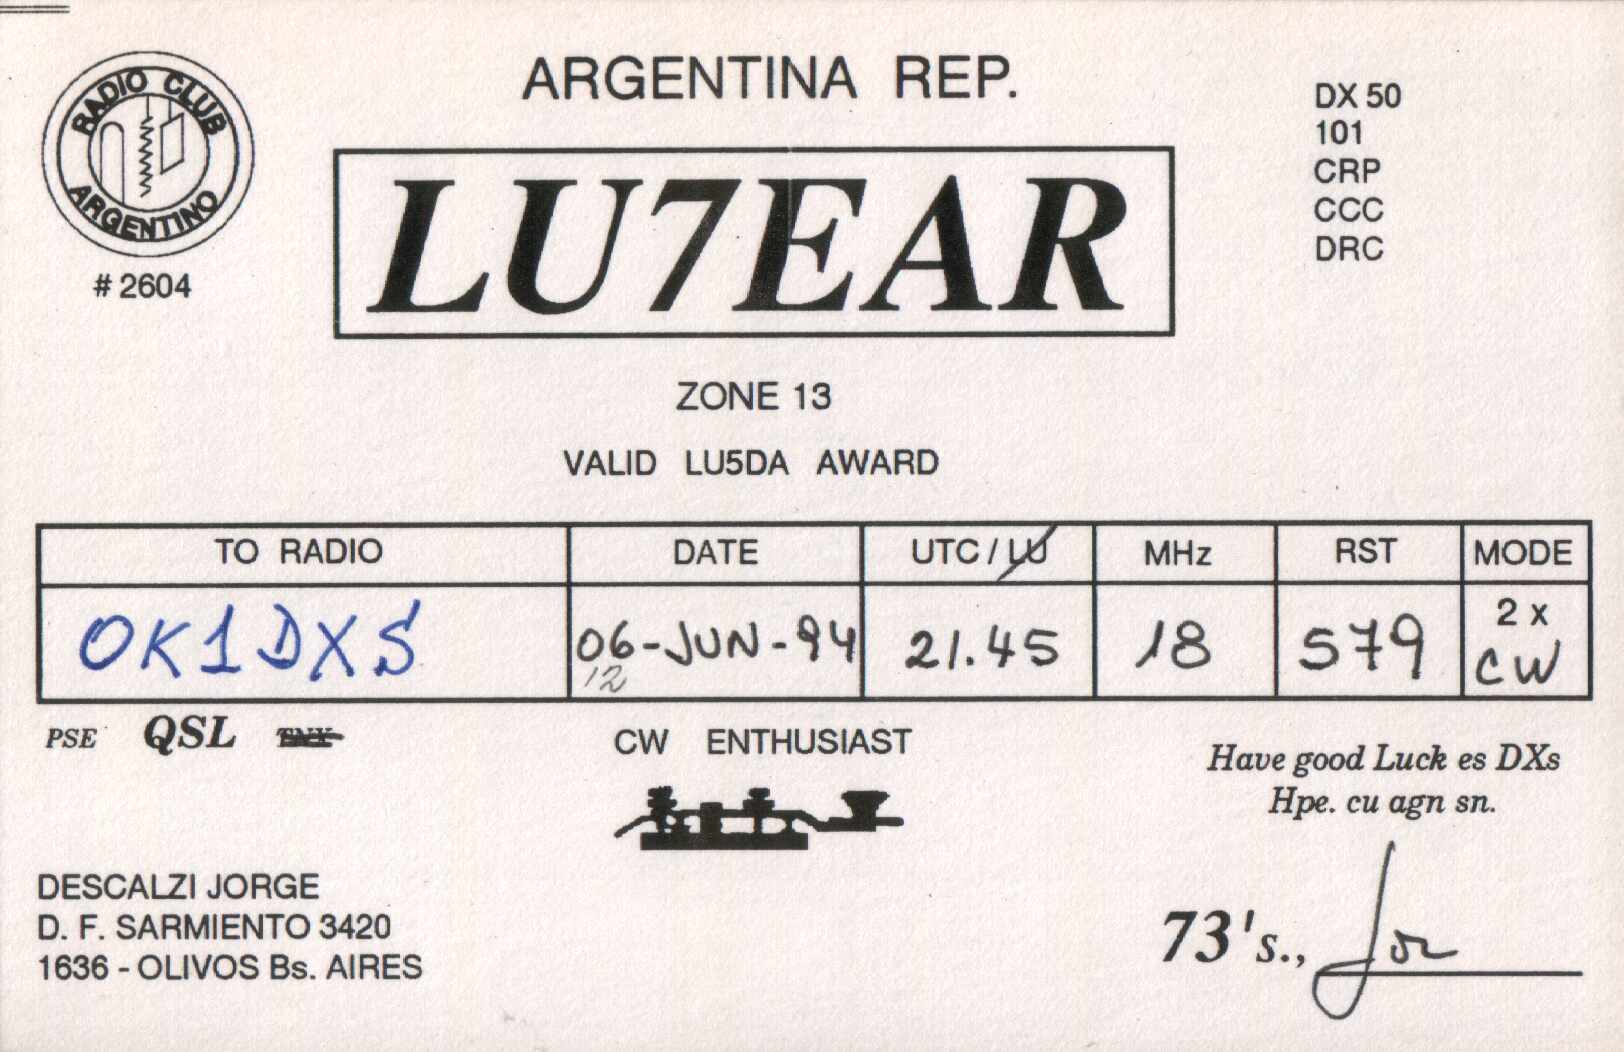 RADIO CLUB
ARGENTINO
# 2604
ARGENTINA REP.
LU7EAR
DX 50
101
CRP
CCC
DRC
ZONE 13
VALID LU5DA AWARD
TO RADIO DATE UTC / LU MHz RST MODE
OK1DXS 06-JUN-94 21.45 18 579 2 x CW
12
PSE QSL TNX
CW ENTHUSIAST
Have good Luck es DXs
Hpe. cu agn sn.
DESCALZI JORGE
D. F. SARMIENTO 3420
1636 - OLIVOS Bs. AIRES
73's.,